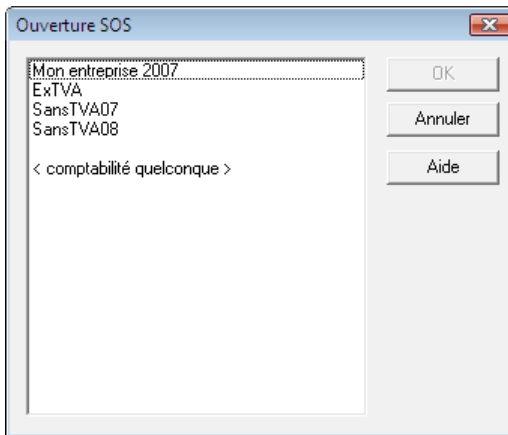 Ouverture SOS
Mon entreprise 2007
ExTVA
SansTVA07
SansTVA08
< comptabilité quelconque >
OK
Annuler
Aide